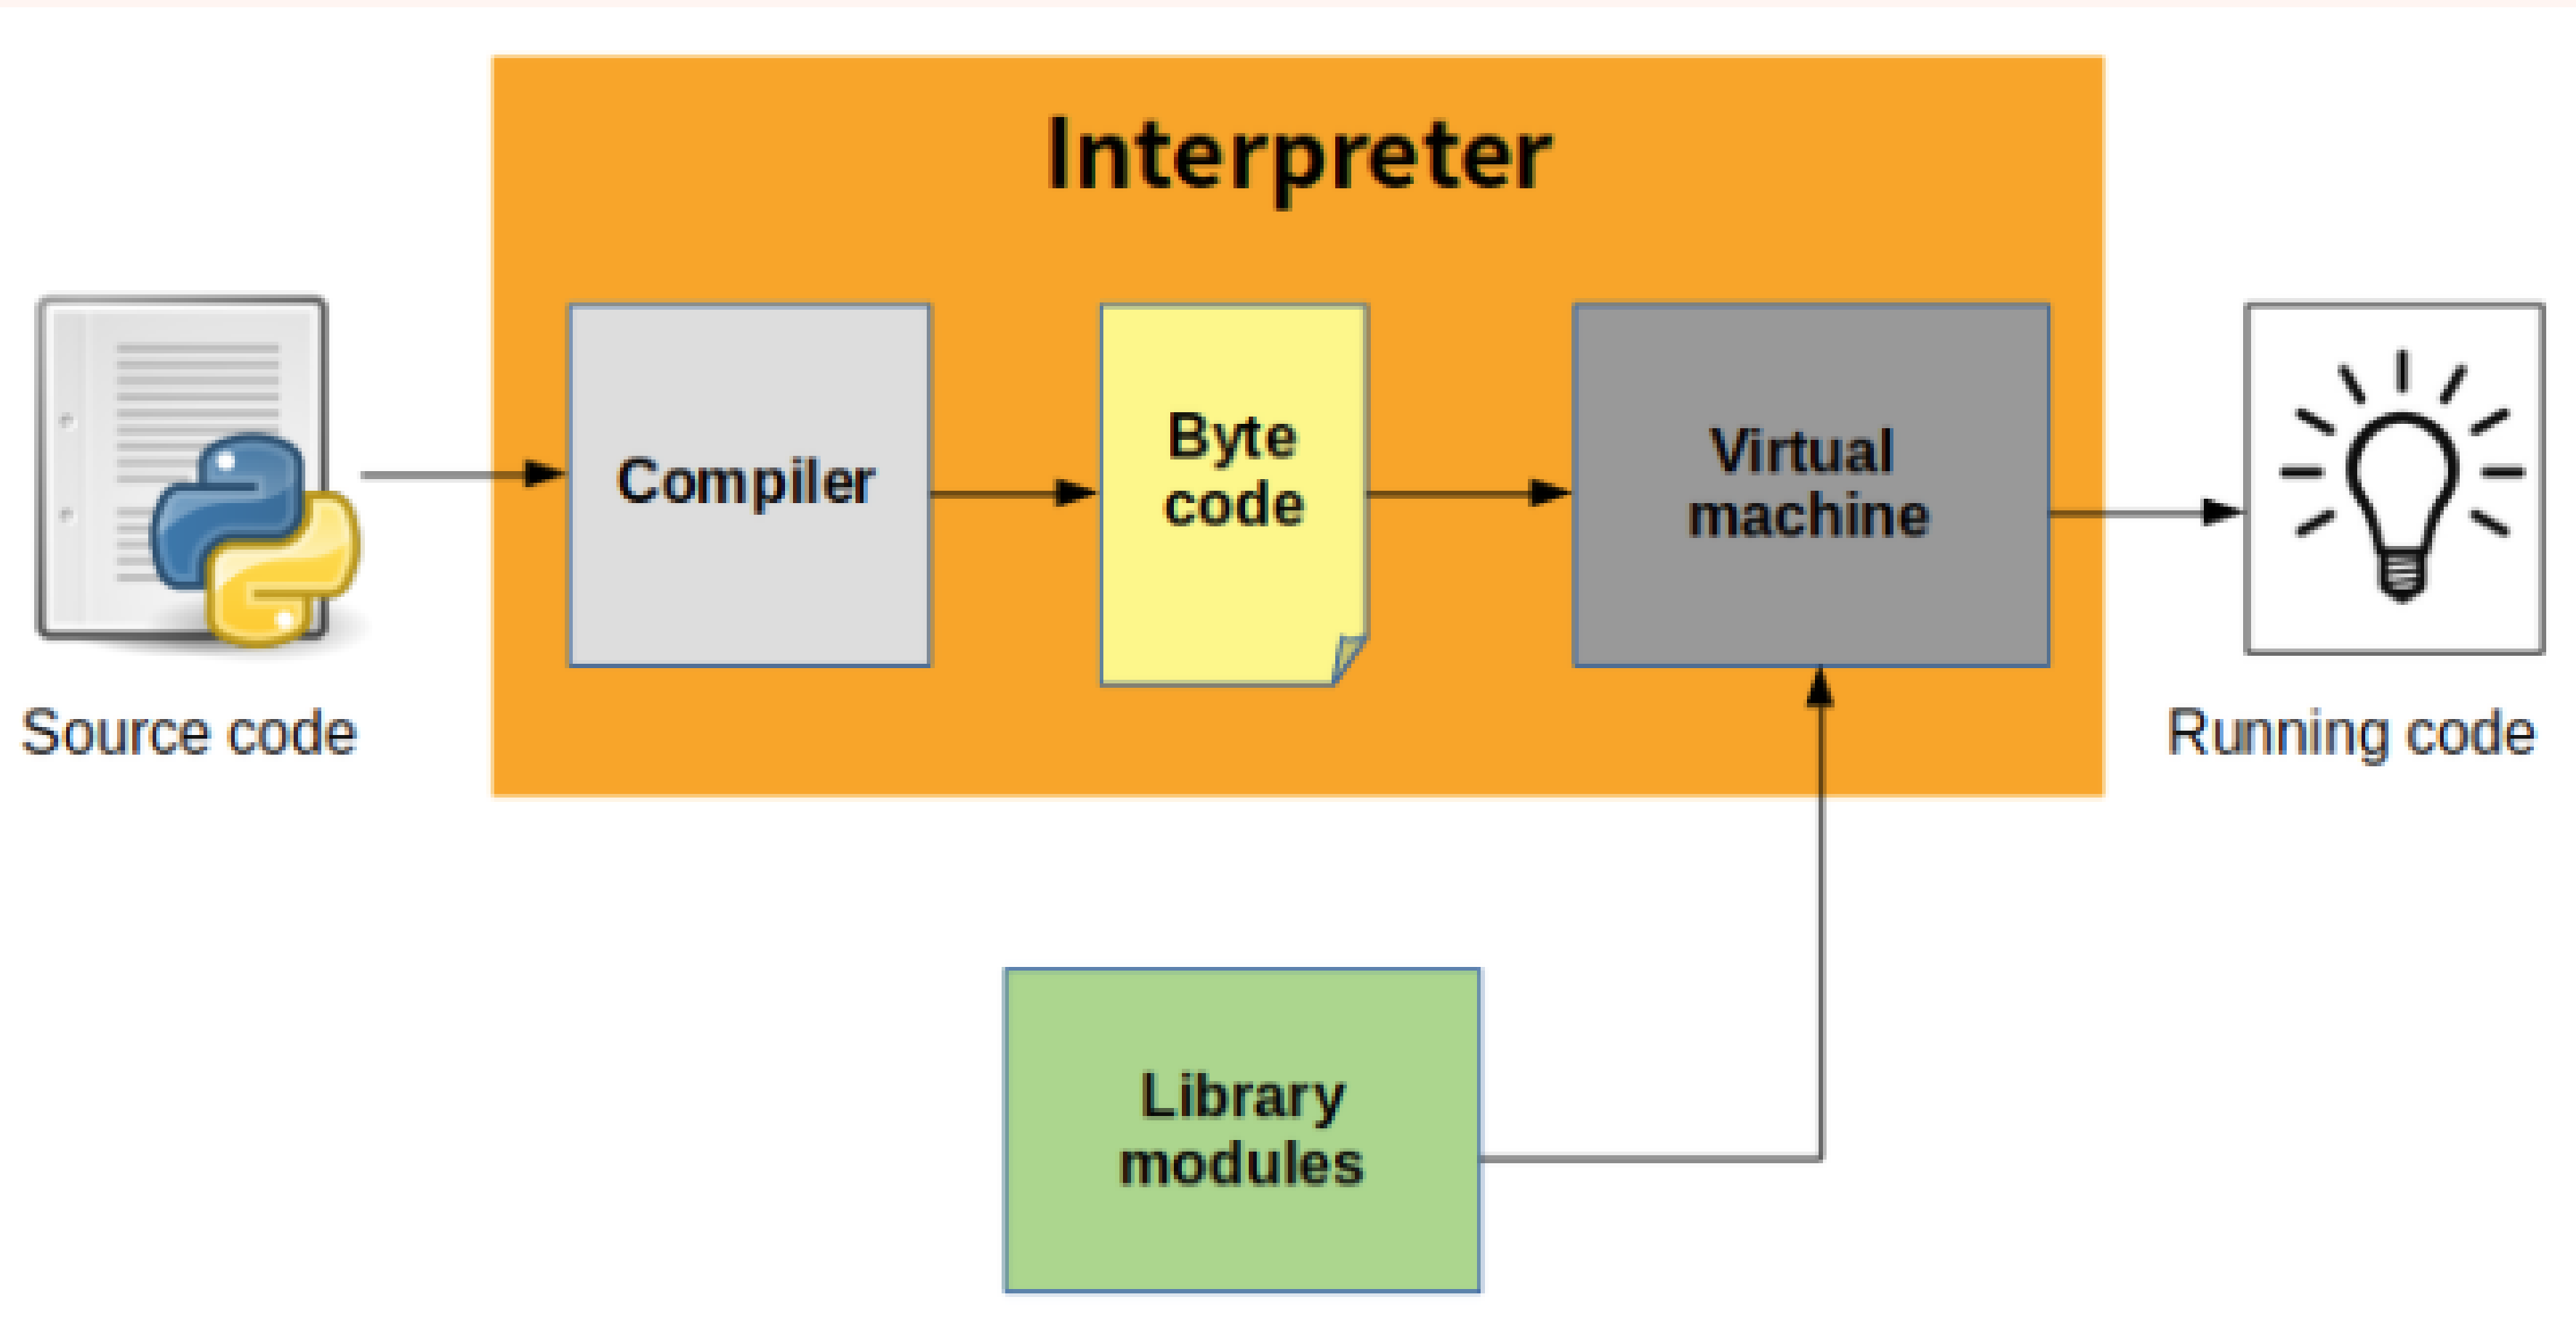 Interpreter
Compiler
Byte
code
Virtual
machine
Source code
Running code
Library
modules